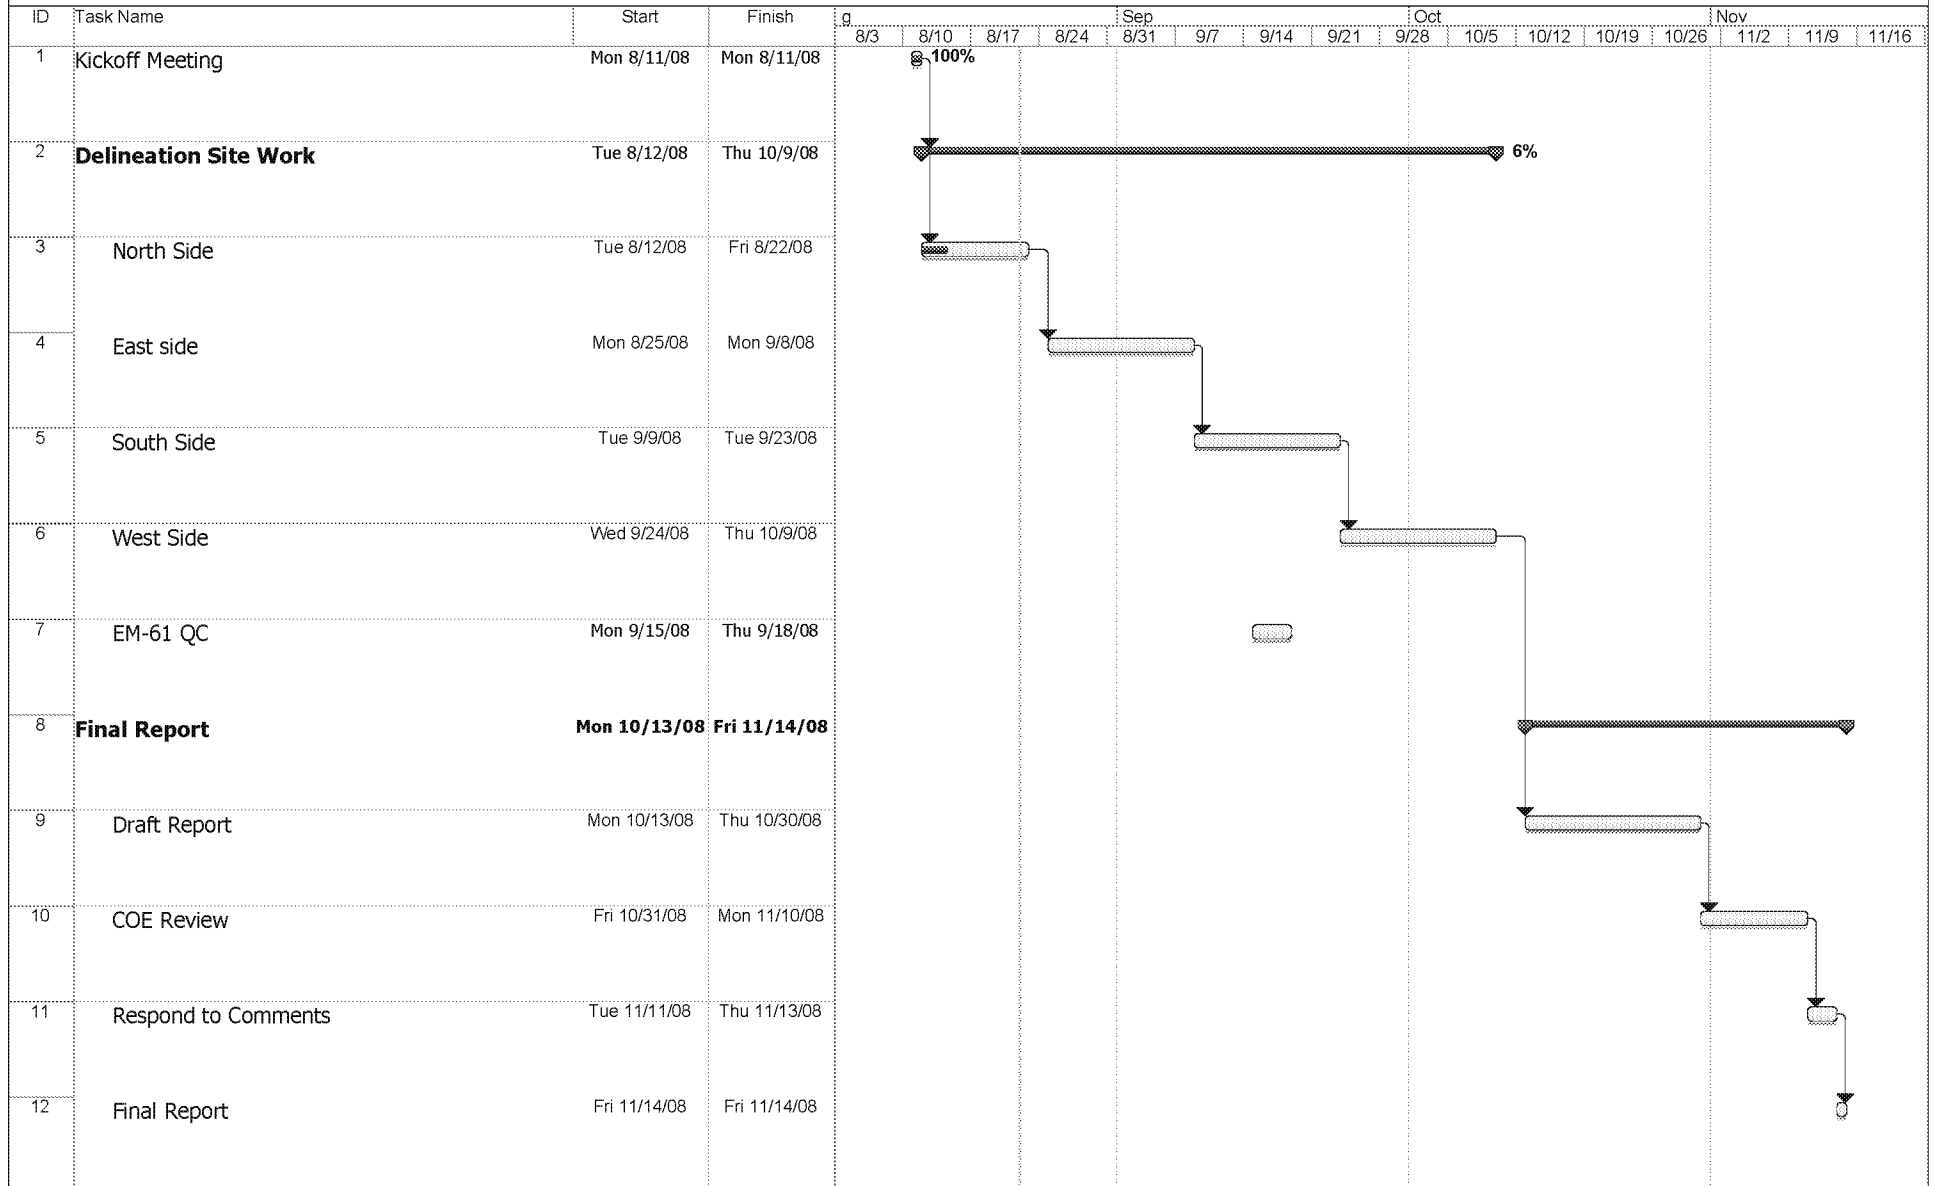 ID Task Name Start Finish g Sep Oct Nov
8/3 8/10 8/17 8/24 8/31 9/7 9/14 9/21 9/28 10/5 10/12 10/19 10/26 11/2 11/9 11/16
1 Kickoff Meeting Mon 8/11/08 Mon 8/11/08 100%
2 Delineation Site Work Tue 8/12/08 Thu 10/9/08 6%
3 North Side Tue 8/12/08 Fri 8/22/08
4 East side Mon 8/25/08 Mon 9/8/08
5 South Side Tue 9/9/08 Tue 9/23/08
6 West Side Wed 9/24/08 Thu 10/9/08
7 EM-61 QC Mon 9/15/08 Thu 9/18/08
8 Final Report Mon 10/13/08 Fri 11/14/08
9 Draft Report Mon 10/13/08 Thu 10/30/08
10 COE Review Fri 10/31/08 Mon 11/10/08
11 Respond to Comments Tue 11/11/08 Thu 11/13/08
12 Final Report Fri 11/14/08 Fri 11/14/08